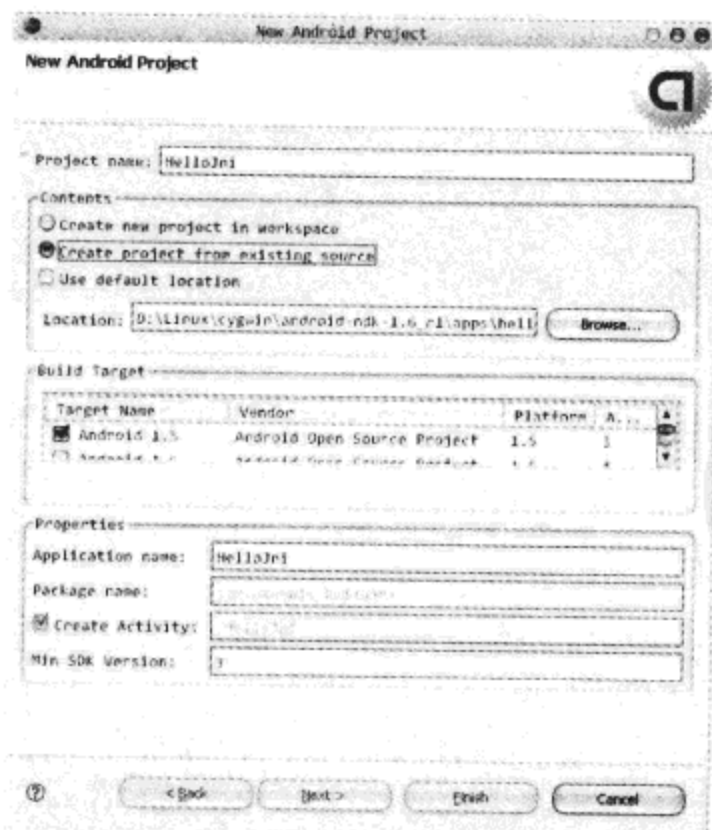 New Android Project
New Android Project
Project name: HelloJni
Contents
Create new project in workspace
Create project from existing source
Use default location
Location: D:\Linux\cygwin\android-ndk-1.6_r1\apps\hell Browse...
Build Target
Target Name Vendor Platform A...
Android 1.5 Android Open Source Project 1.5 3
Properties
Application name: HelloJni
Package name:
Create Activity:
Min SDK Version: 3
< Back Next > Finish Cancel